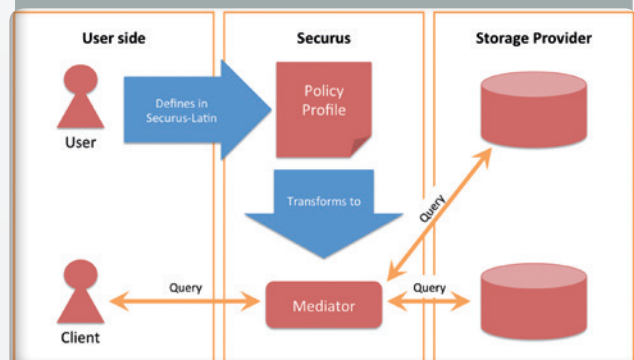 User side
Securus
Storage Provider
User
Defines in
Securus-Latin
Policy
Profile
Transforms to
Query
Client
Query
Mediator
Query